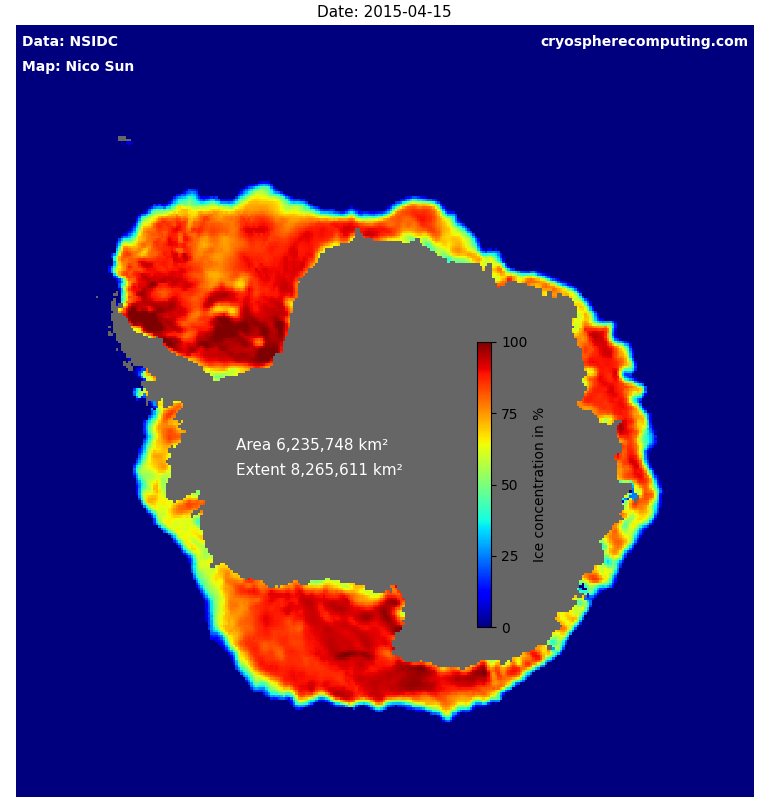 Date: 2015-04-15
Data: NSIDC
cryospherecomputing.com
Map: Nico Sun
100
75
50
25
0
Ice concentration in %
Area 6,235,748 km²
Extent 8,265,611 km²